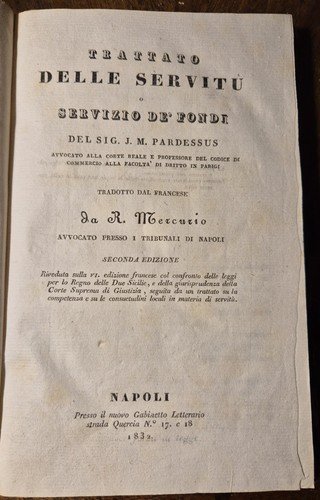 TRATTATO
DELLE SERVITÙ
O
SERVIZIO DE' FONDI
DEL SIG. J. M. PARDESSUS
AVVOCATO ALLA CORTE REALE E PROFESSORE DEL CODICE DI
COMMERCIO ALLA FACOLTA' DI DRITTO IN PARIGI
TRADOTTO DAL FRANCESE
da R. Mercurio
AVVOCATO PRESSO I TRIBUNALI DI NAPOLI
SECONDA EDIZIONE
Riveduta sulla VI. edizione francese col confronto delle leggi
per lo Regno delle Due Sicilie, e della giurisprudenza della
Corte Suprema di Giustizia, seguita da un trattato su la
competenza e su le consuetudini locali in materia di servitù.
NAPOLI
Presso il nuovo Gabinetto Letterario
strada Quercia N.° 17. e 18
1832.